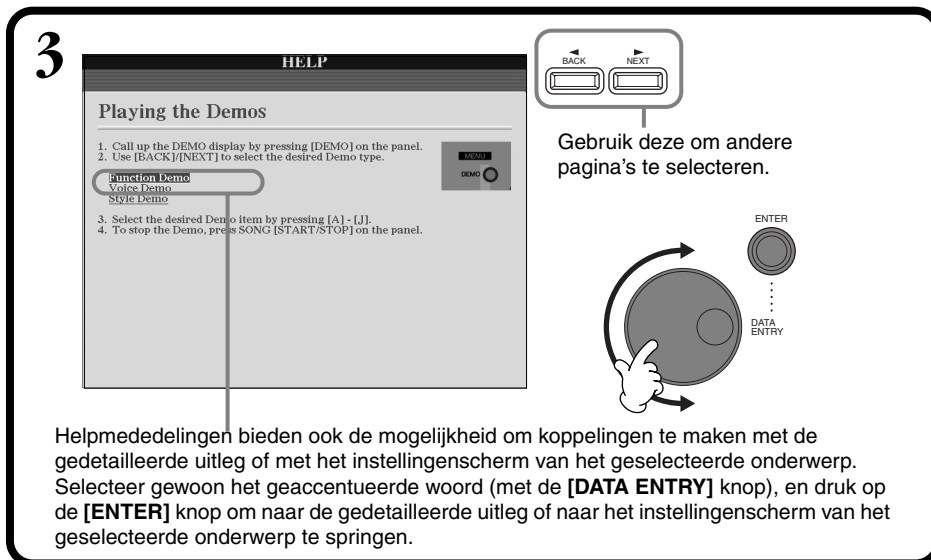 3
HELP
Playing the Demos
1. Call up the DEMO display by pressing [DEMO] on the panel.
2. Use [BACK]/[NEXT] to select the desired Demo type.
Function Demo
Voice Demo
Style Demo
3. Select the desired Demo item by pressing [A] - [J].
4. To stop the Demo, press SONG [START/STOP] on the panel.
MENU
DEMO
BACK
NEXT
Gebruik deze om andere
pagina's te selecteren.
ENTER
DATA
ENTRY
Helpmededelingen bieden ook de mogelijkheid om koppelingen te maken met de
gedetailleerde uitleg of met het instellingenscherm van het geselecteerde onderwerp.
Selecteer gewoon het geaccentueerde woord (met de [DATA ENTRY] knop), en druk op
de [ENTER] knop om naar de gedetailleerde uitleg of naar het instellingenscherm van het
geselecteerde onderwerp te springen.